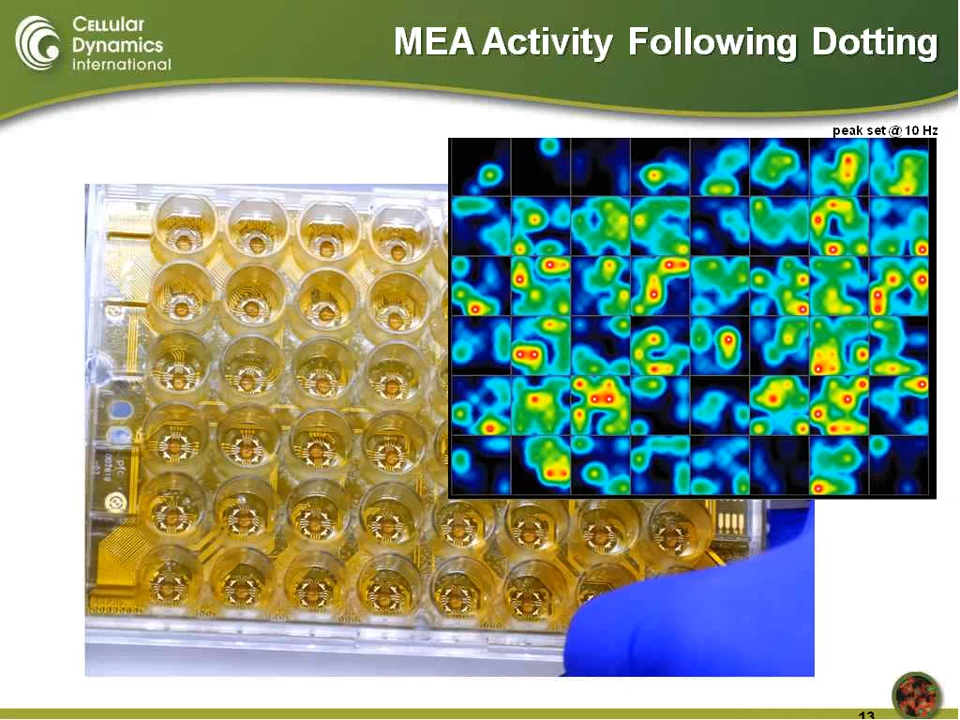 CELLular
Dynamics
international
MEA Activity Following Dotting
peak set @ 10 Hz
13